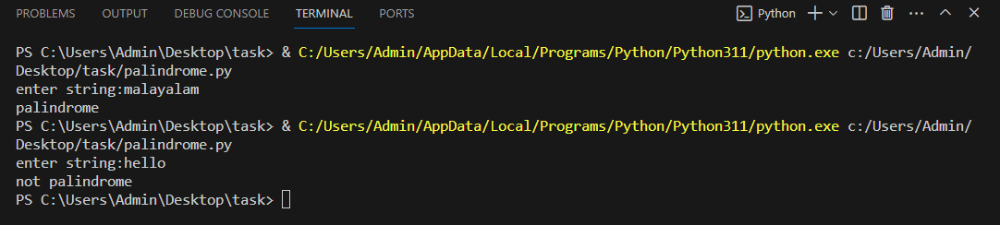 PROBLEMS OUTPUT DEBUG CONSOLE TERMINAL PORTS Python
PS C:\Users\Admin\Desktop\task> & C:/Users/Admin/AppData/Local/Programs/Python/Python311/python.exe c:/Users/Admin/
Desktop/task/palindrome.py
enter string:malayalam
palindrome
PS C:\Users\Admin\Desktop\task> & C:/Users/Admin/AppData/Local/Programs/Python/Python311/python.exe c:/Users/Admin/
Desktop/task/palindrome.py
enter string:hello
not palindrome
PS C:\Users\Admin\Desktop\task>